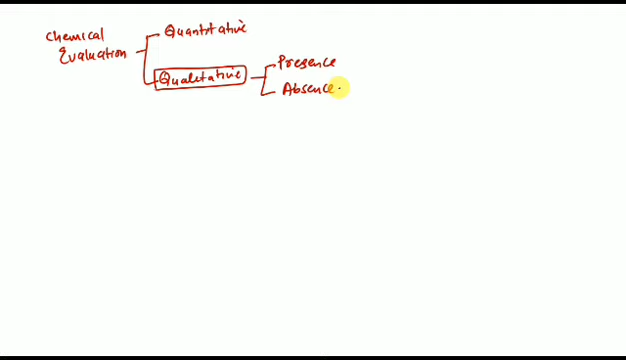 Chemical
Evaluation
Quantitative
Qualitative
Presence
Absence.